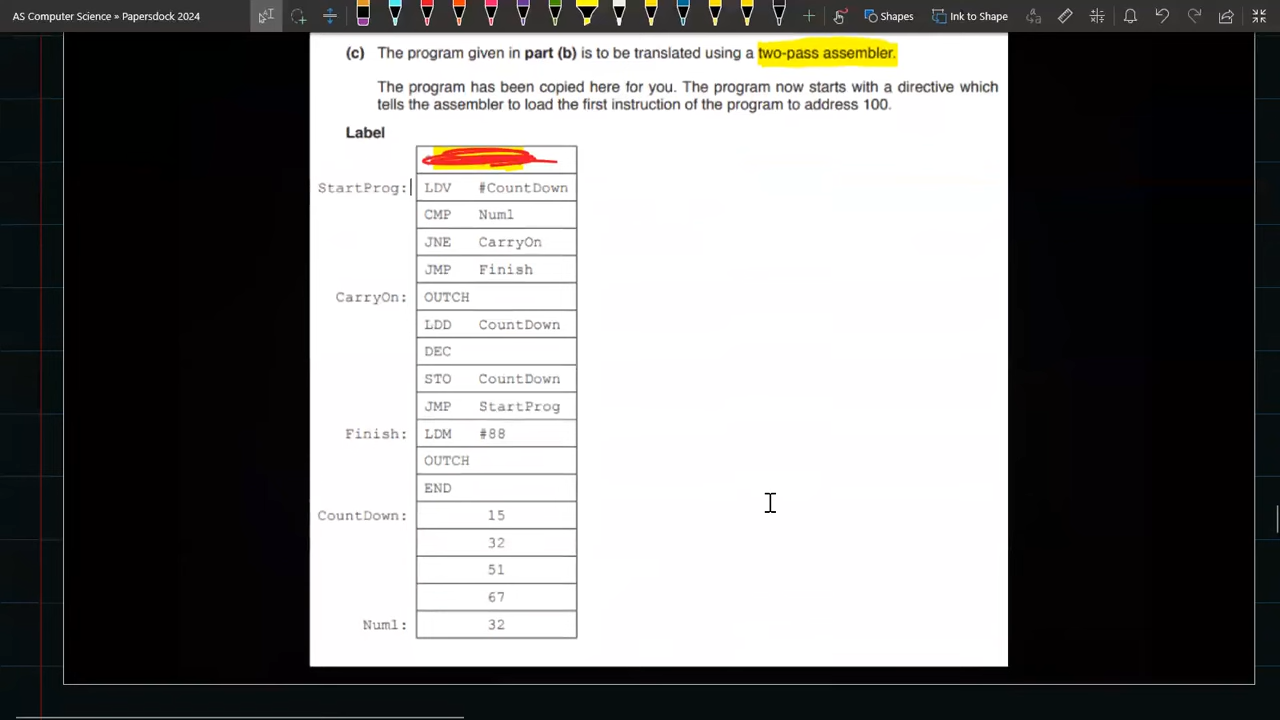 AS Computer Science » Papersdock 2024
Shapes
Ink to Shape
(c) The program given in part (b) is to be translated using a two-pass assembler.
The program has been copied here for you. The program now starts with a directive which
tells the assembler to load the first instruction of the program to address 100.
Label
StartProg: LDV #CountDown
CMP Num1
JNE CarryOn
JMP Finish
CarryOn: OUTCH
LDD CountDown
DEC
STO CountDown
JMP StartProg
Finish: LDM #88
OUTCH
END
CountDown: 15
32
51
67
Num1: 32